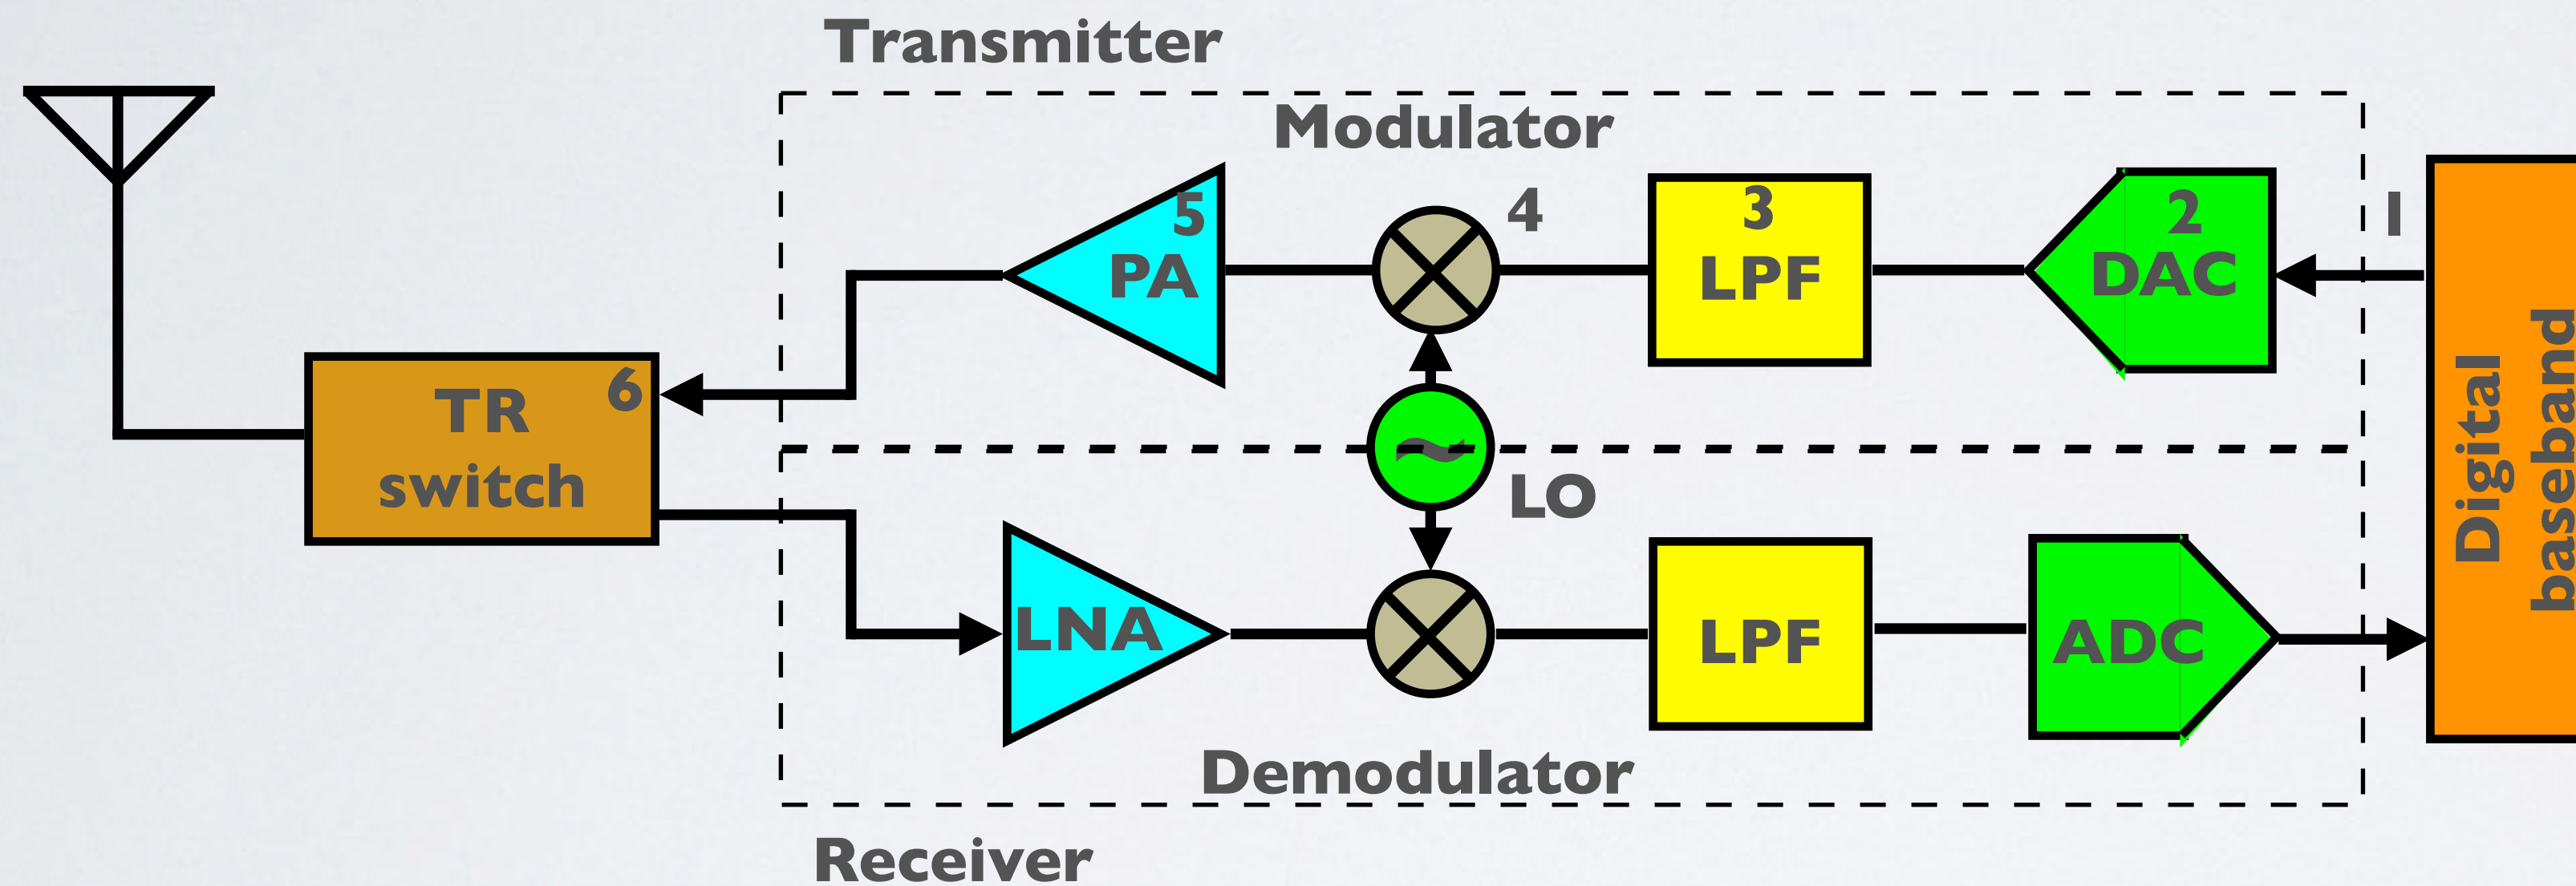 Transmitter
Modulator
5
4
3
2
1
PA
LPF
DAC
TR
6
switch
~
LO
Digital
baseband
LNA
LPF
ADC
Demodulator
Receiver